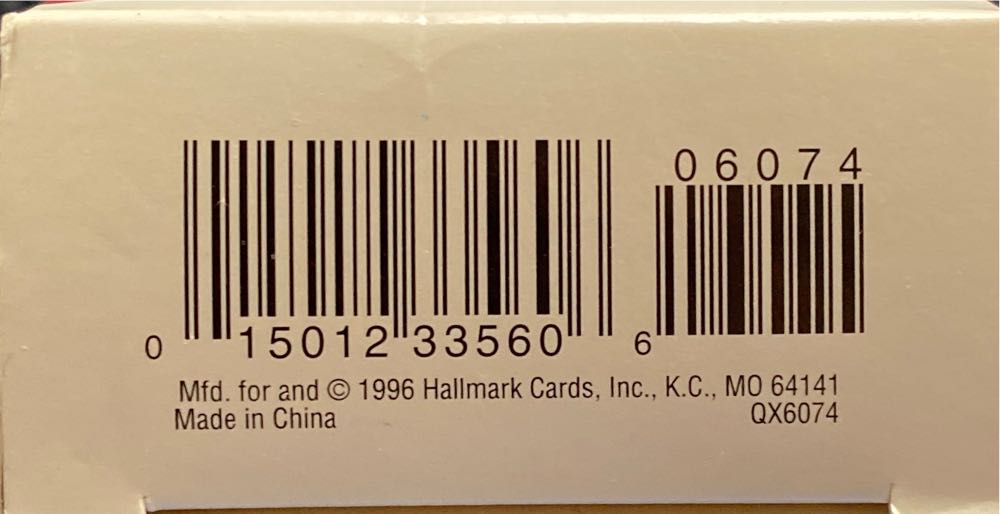 06074
0 15012 33560 6
Mfd. for and © 1996 Hallmark Cards, Inc., K.C., MO 64141
Made in China QX6074